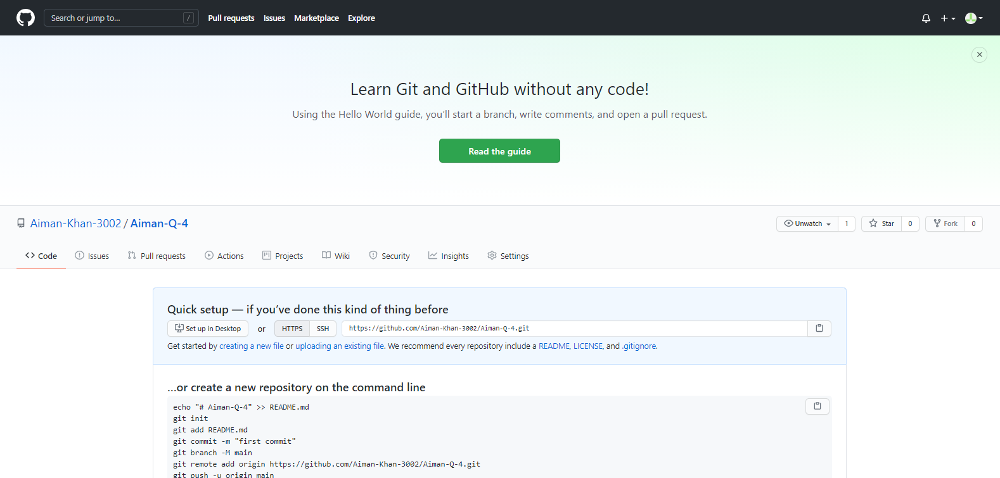 Search or jump to... /
Pull requests Issues Marketplace Explore
Learn Git and GitHub without any code!
Using the Hello World guide, you’ll start a branch, write comments, and open a pull request.
Read the guide
Aiman-Khan-3002 / Aiman-Q-4
Unwatch 1 Star 0 Fork 0
Code Issues Pull requests Actions Projects Wiki Security Insights Settings
Quick setup — if you’ve done this kind of thing before
Set up in Desktop or HTTPS SSH https://github.com/Aiman-Khan-3002/Aiman-Q-4.git
Get started by creating a new file or uploading an existing file. We recommend every repository include a README, LICENSE, and .gitignore.
…or create a new repository on the command line
echo "# Aiman-Q-4" >> README.md
git init
git add README.md
git commit -m "first commit"
git branch -M main
git remote add origin https://github.com/Aiman-Khan-3002/Aiman-Q-4.git
git push -u origin main